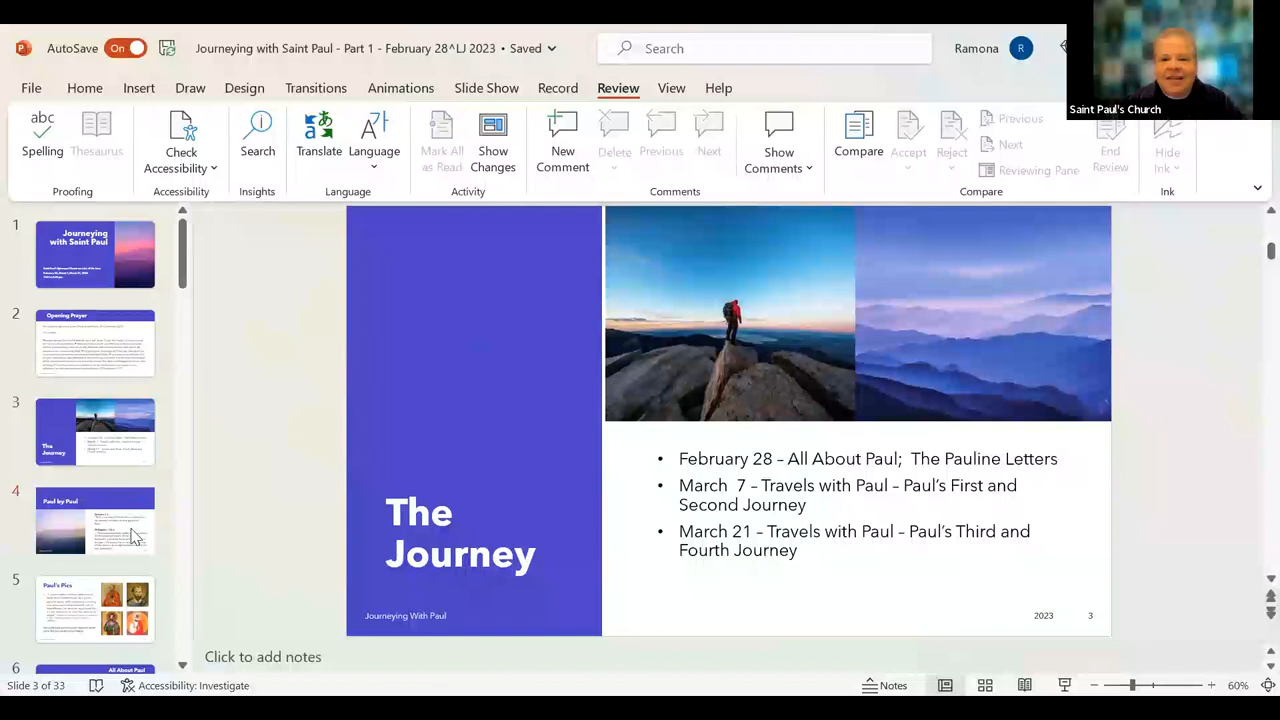 AutoSave On Journeying with Saint Paul - Part 1 - February 28^LJ 2023 • Saved Search Ramona R
Saint Paul's Church
File Home Insert Draw Design Transitions Animations Slide Show Record Review View Help
abc
Spelling Thesaurus Check Accessibility Search Translate Language Mark All as Read Show Changes New Comment Delete Previous Next Show Comments Compare Accept Reject Previous Next Reviewing Pane End Review Hide Ink
Proofing Accessibility Insights Language Activity Comments Compare Ink
1
Journeying
with Saint Paul
2
Opening Prayer
3
The
Journey
4
Paul by Paul
5
Paul's Pics
6
All About Paul
The
Journey
• February 28 – All About Paul; The Pauline Letters
• March 7 – Travels with Paul – Paul's First and
Second Journey
• March 21 – Travel with Paul – Paul's Third and
Fourth Journey
Journeying With Paul 2023 3
Click to add notes
Slide 3 of 33 Accessibility: Investigate Notes 60%